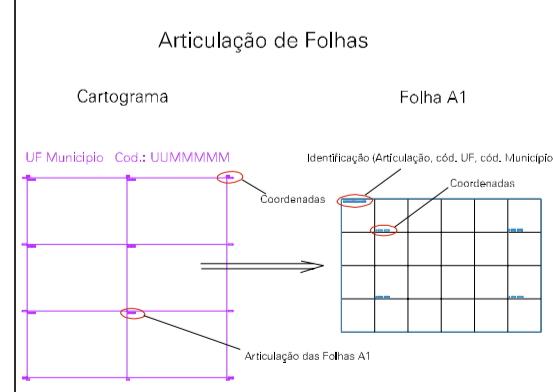 Articulação de Folhas
Cartograma
Folha A1
UF Municipio Cod.: UUMMMMM
Identificação (Articulação, cód. UF, cód. Município
Coordenadas
Coordenadas
Articulação das Folhas A1